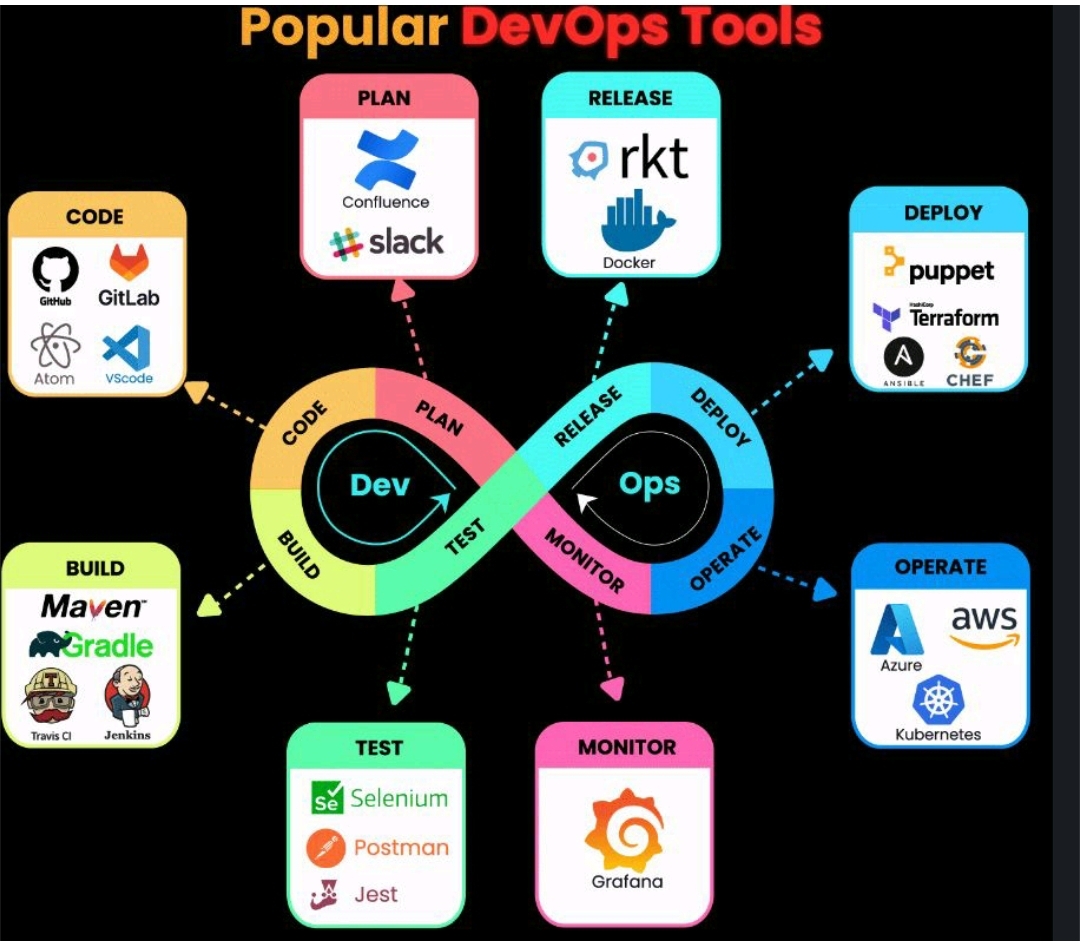 Popular DevOps Tools
PLAN
Confluence
slack
RELEASE
rkt
Docker
CODE
GitHub
GitLab
Atom
VScode
DEPLOY
puppet
HashiCorp
Terraform
A
ANSIBLE
CHEF
CODE
PLAN
RELEASE
DEPLOY
Dev
Ops
BUILD
TEST
MONITOR
OPERATE
BUILD
Maven™
Gradle
T
Travis CI
Jenkins
OPERATE
Azure
aws
Kubernetes
TEST
Se Selenium
Postman
Jest
MONITOR
Grafana